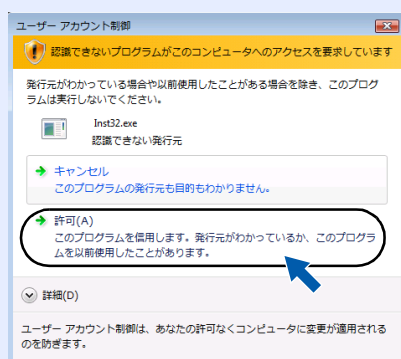 ユーザー アカウント制御
認識できないプログラムがこのコンピュータへのアクセスを要求しています
発行元がわかっている場合や以前使用したことがある場合を除き、このプログ
ラムは実行しないでください。
Inst32.exe
認識できない発行元
キャンセル
このプログラムの発行元も目的もわかりません。
許可(A)
このプログラムを信用します。発行元がわかっているか、このプログラ
ムを以前使用したことがあります。
詳細(D)
ユーザー アカウント制御は、あなたの許可なくコンピュータに変更が適用される
のを防ぎます。